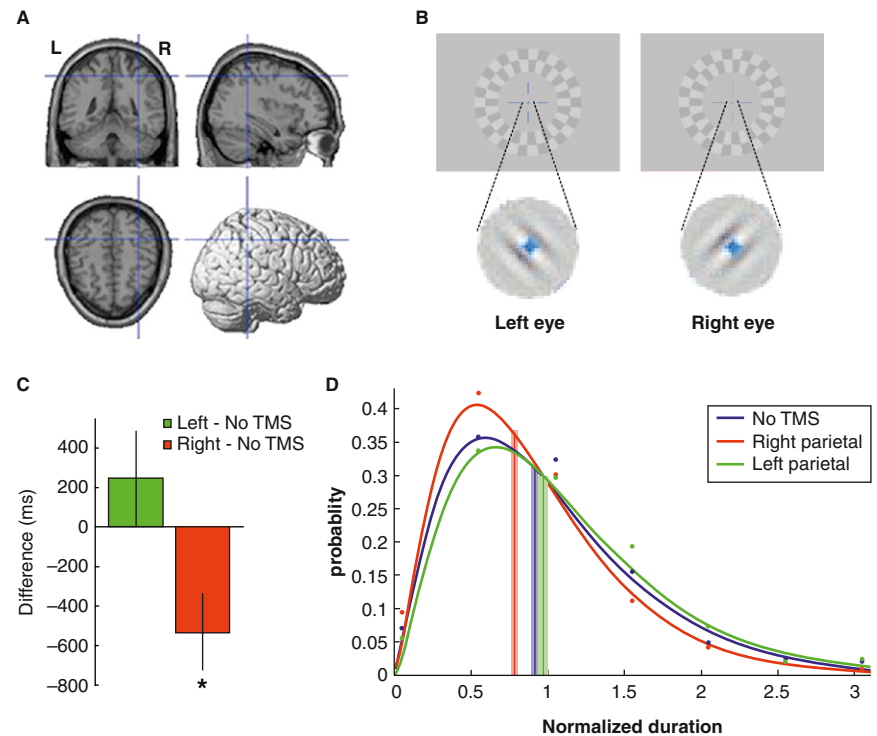 A
L R
B
Left eye Right eye
C
Left - No TMS
Right - No TMS
Difference (ms)
400
200
0
−200
−400
−600
−800
*
D
No TMS
Right parietal
Left parietal
probablity
0.4
0.35
0.3
0.25
0.2
0.15
0.1
0.05
0
0 0.5 1 1.5 2 2.5 3
Normalized duration